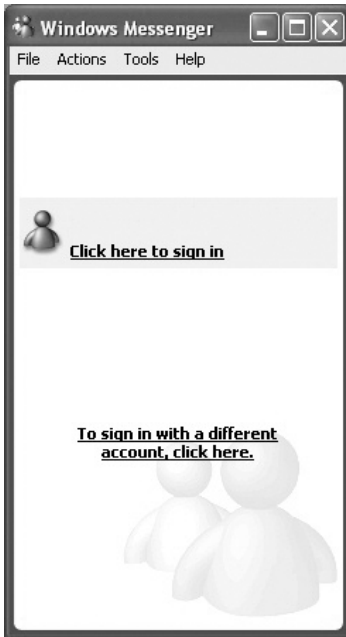 Windows Messenger
File Actions Tools Help
Click here to sign in
To sign in with a different
account, click here.